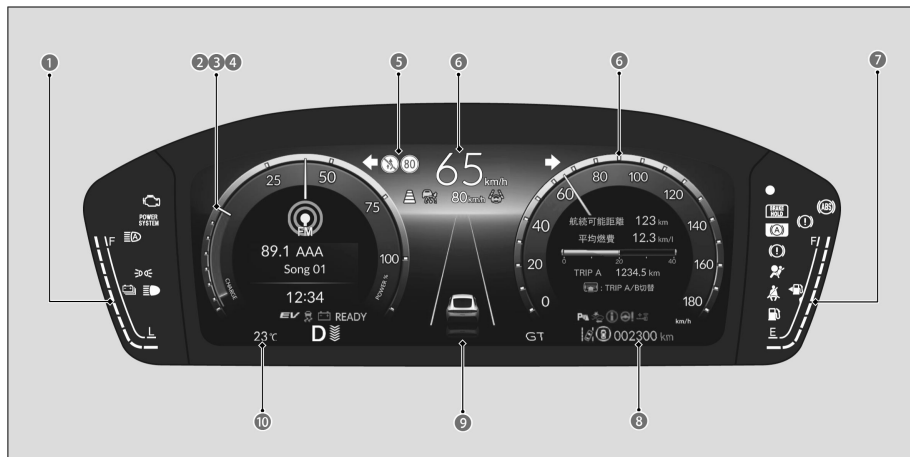 1
2 3 4
5
6
6
7
80
65
km/h
80km/h
POWER
SYSTEM
A
F
L
25
50
75
100
CHARGE
POWER%
FM
89.1 AAA
Song 01
12:34
EV
READY
23℃
D
0
20
40
60
80
100
120
140
160
180
km/h
航続可能距離 123 km
平均燃費 12.3 km/l
0 20 40
TRIP A 1234.5 km
: TRIP A/B切替
GT
002300 km
BRAKE
HOLD
A
ABS
F
E
10
9
8